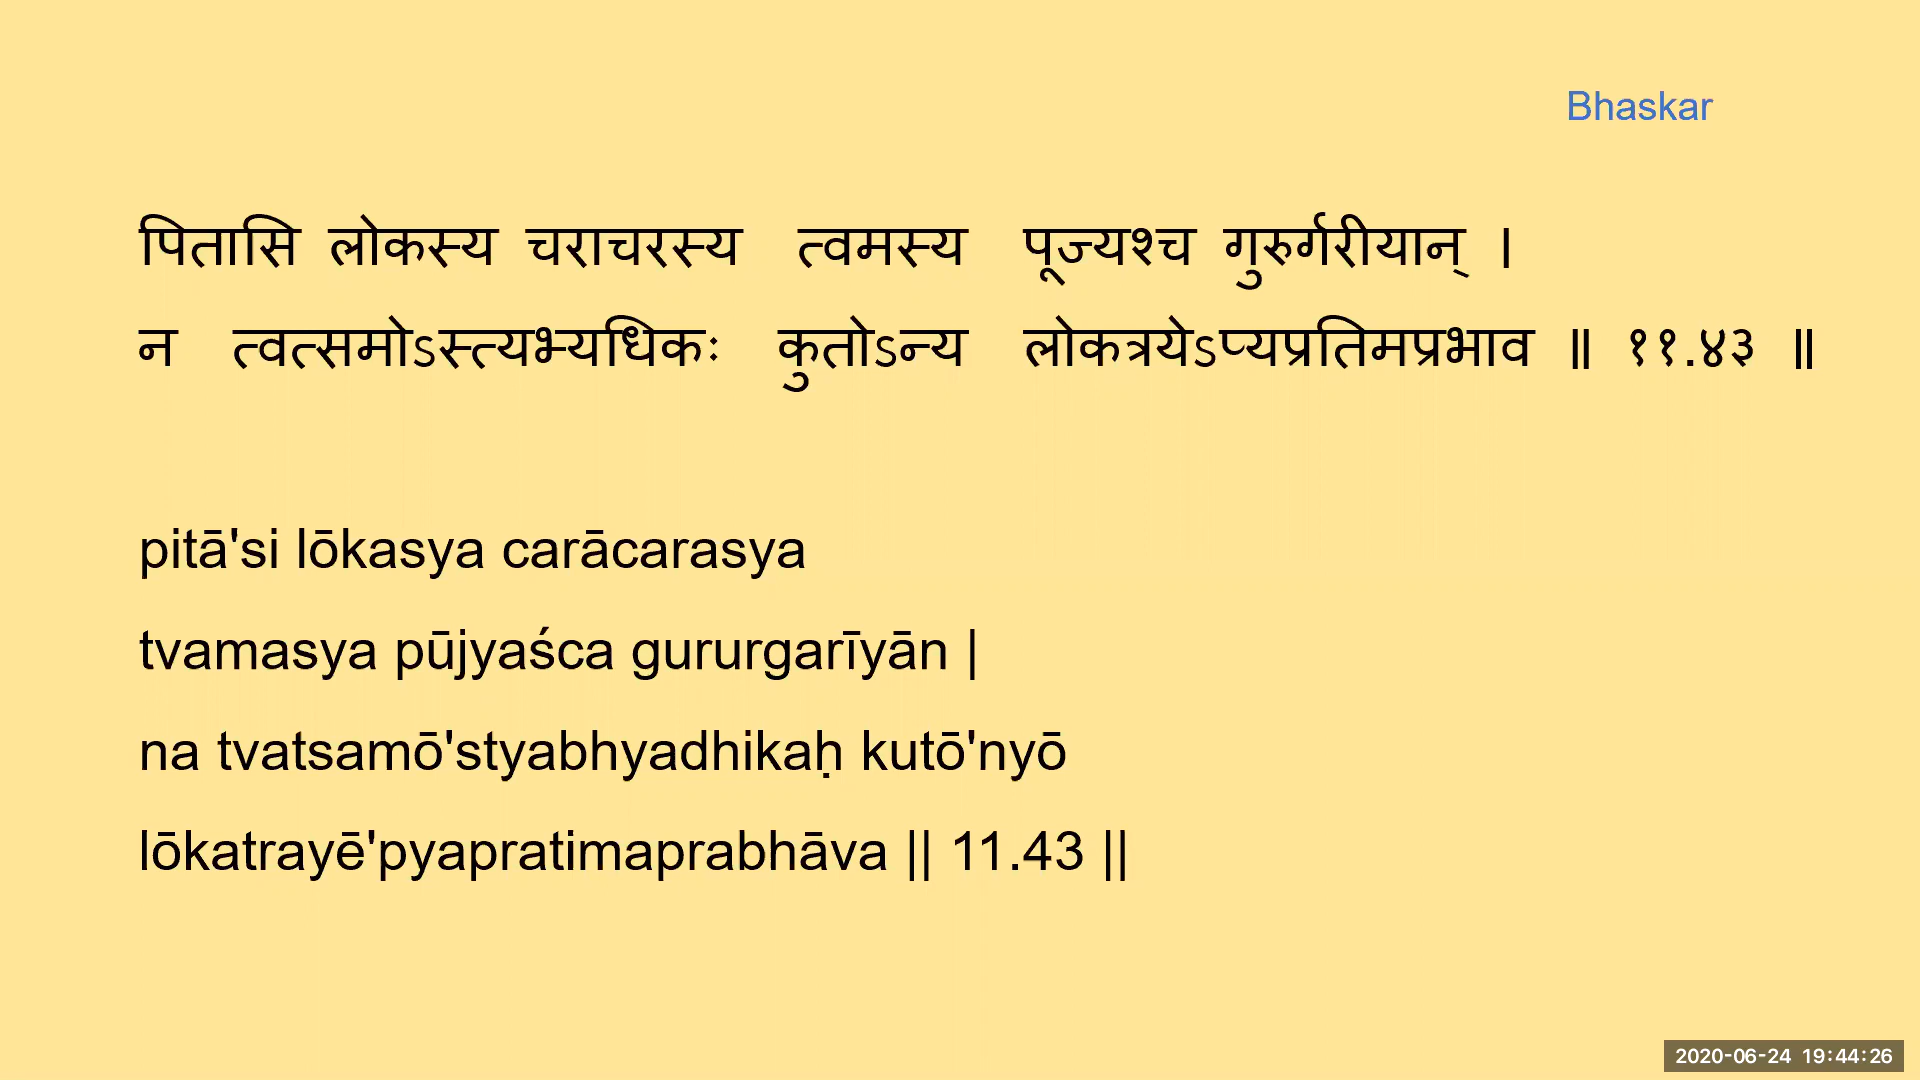 Bhaskar
पितासि लोकस्य चराचरस्य त्वमस्य पूज्यश्च गुरुर्गरीयान् ।
न त्वत्समोऽस्त्यभ्यधिकः कुतोऽन्य लोकत्रयेऽप्यप्रतिमप्रभाव ॥ ११.४३ ॥
pitā'si lōkasya carācarasya
tvamasya pūjyaśca gururgarīyān |
na tvatsamō'styabhyadhikaḥ kutō'nyō
lōkatrayē'pyapratimaprabhāva || 11.43 ||
2020-06-24 19:44:26